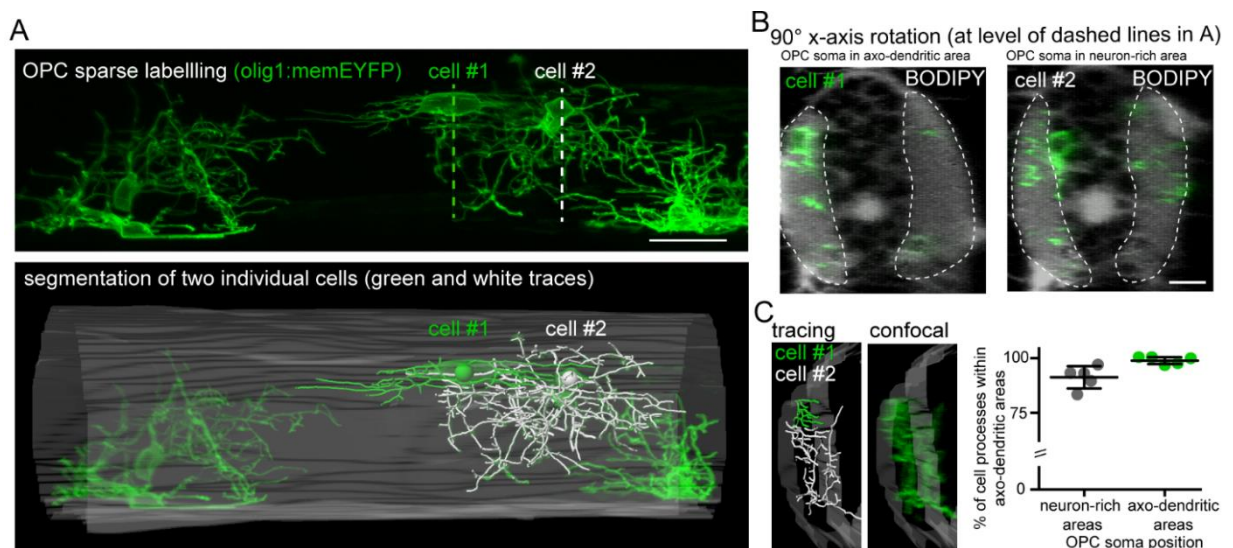 A
OPC sparse labellling (olig1:memEYFP)
cell #1
cell #2
segmentation of two individual cells (green and white traces)
cell #1
cell #2
B
90° x-axis rotation (at level of dashed lines in A)
OPC soma in axo-dendritic area
OPC soma in neuron-rich area
cell #1
BODIPY
cell #2
BODIPY
C
tracing
confocal
cell #1
cell #2
% of cell processes within
axo-dendritic areas
100
75
0
neuron-rich
areas
axo-dendritic
areas
OPC soma position